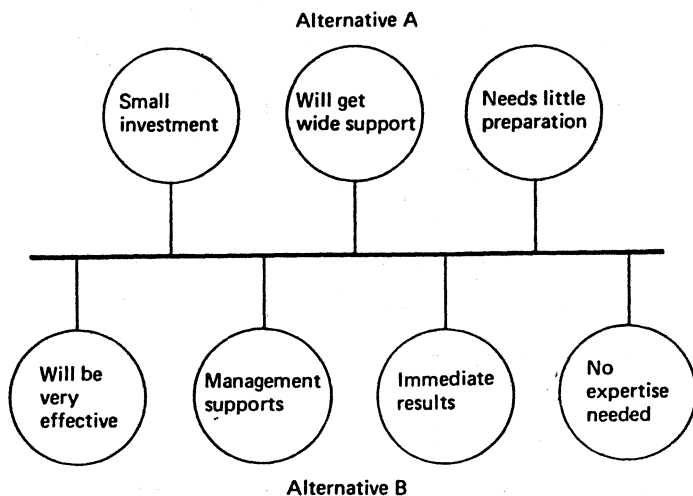 Alternative A
Small
investment
Will get
wide support
Needs little
preparation
Will be
very
effective
Management
supports
Immediate
results
No
expertise
needed
Alternative B